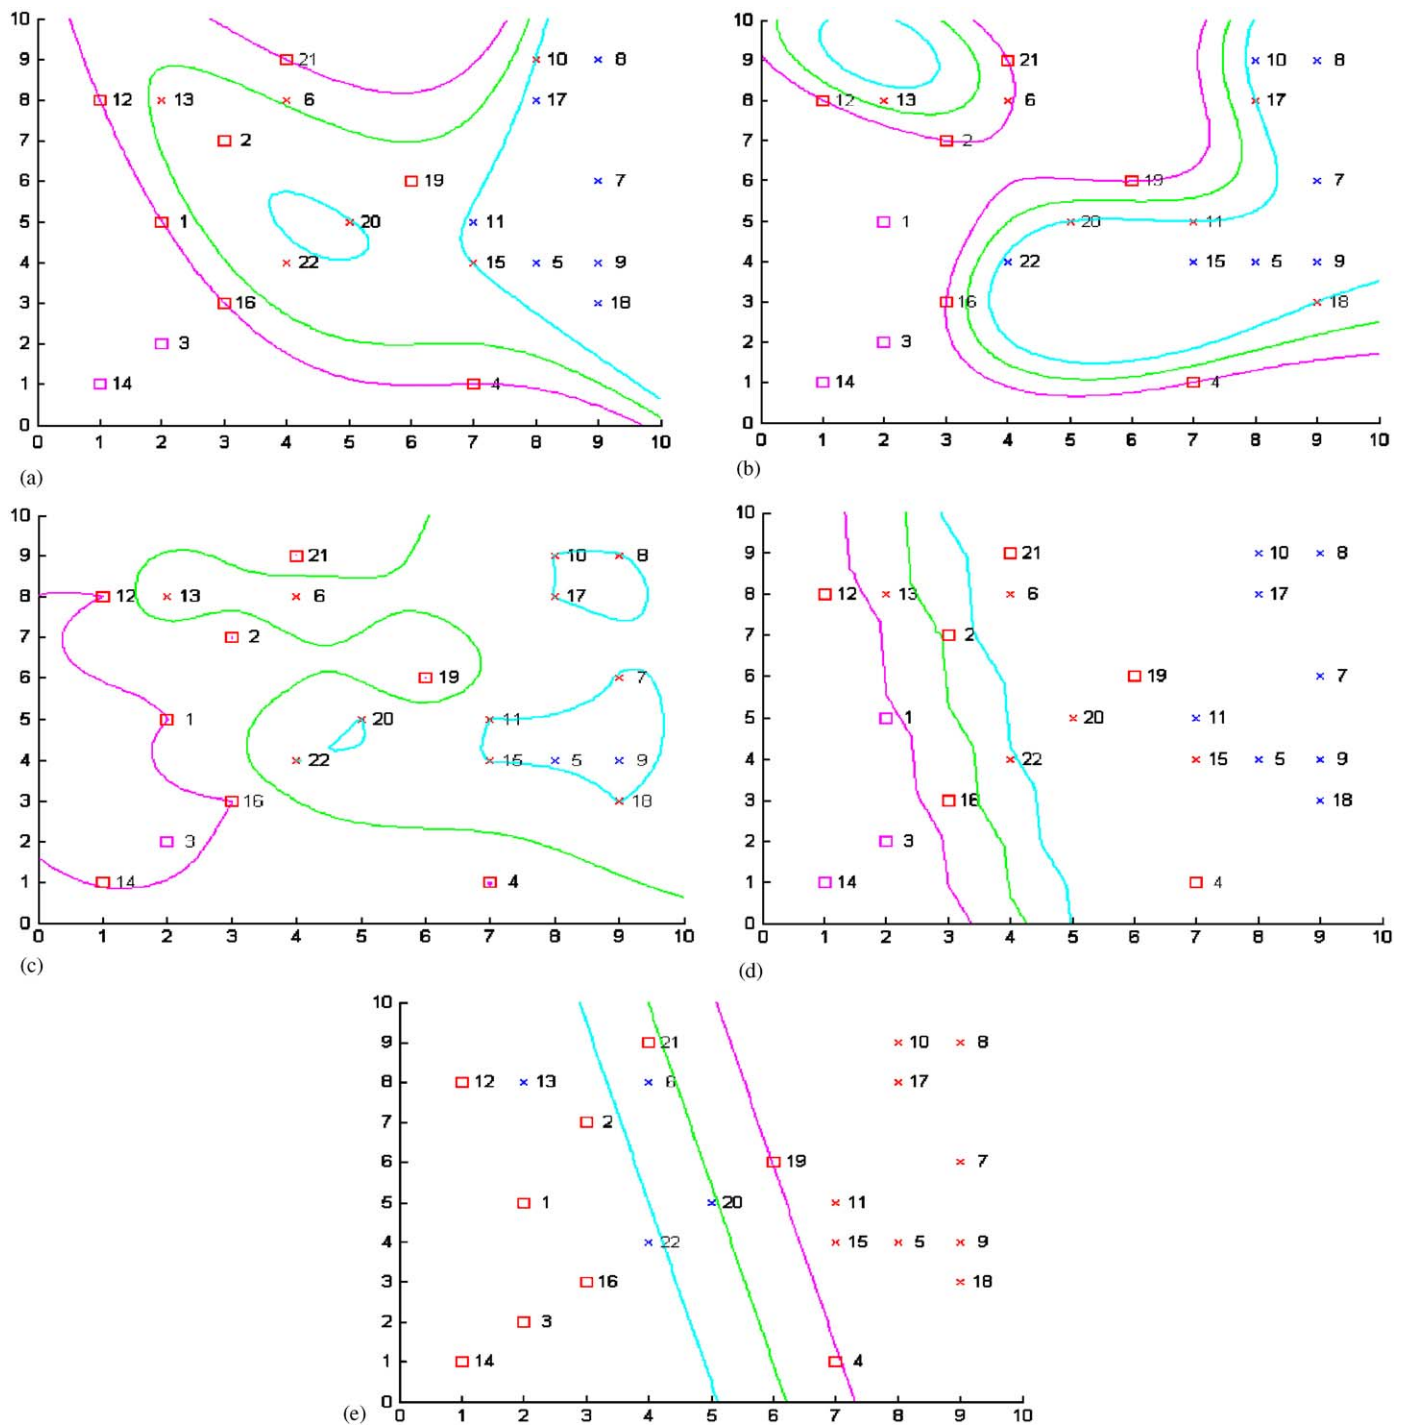 10 10
9 21 10 8 9 21 10 8
8 12 13 6 17 8 12 13 6 17
7 2 7 2
6 19 7 6 19 7
5 1 20 11 5 1 20 11
4 22 15 5 9 4 22 15 5 9
3 16 18 3 16 18
2 3 2 3
1 14 4 1 14 4
0 0
0 1 2 3 4 5 6 7 8 9 10 0 1 2 3 4 5 6 7 8 9 10
(a) (b)
10 10
9 21 10 8 9 21 10 8
8 12 13 6 17 8 12 13 6 17
7 2 7 2
6 19 7 6 19 7
5 1 20 11 5 1 20 11
4 22 15 5 9 4 22 15 5 9
3 16 18 3 16 18
2 3 2 3
1 14 4 1 14 4
0 0
0 1 2 3 4 5 6 7 8 9 10 0 1 2 3 4 5 6 7 8 9 10
(c) (d)
10
9 21 10 8
8 12 13 6 17
7 2
6 19 7
5 1 20 11
4 22 15 5 9
3 16 18
2 3
1 14 4
0
(e) 0 1 2 3 4 5 6 7 8 9 10